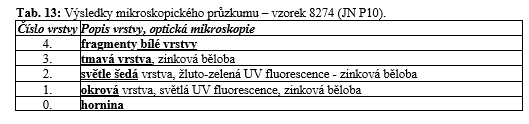 Tab. 13: Výsledky mikroskopického průzkumu – vzorek 8274 (JN P10).
Číslo vrstvy Popis vrstvy, optická mikroskopie
4. fragmenty bílé vrstvy
3. tmavá vrstva, zinková běloba
2. světle šedá vrstva, žluto-zelená UV fluorescence - zinková běloba
1. okrová vrstva, světlá UV fluorescence, zinková běloba
0. hornina